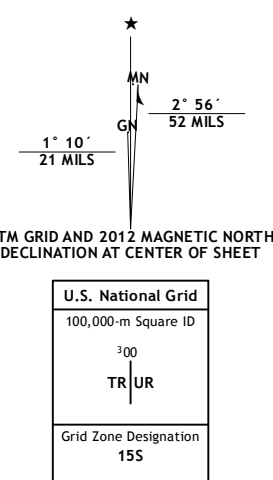 ★
MN
GN
2° 56´
52 MILS
1° 10´
21 MILS
TM GRID AND 2012 MAGNETIC NORTH
DECLINATION AT CENTER OF SHEET
U.S. National Grid
100,000-m Square ID
³00
TR UR
Grid Zone Designation
15S